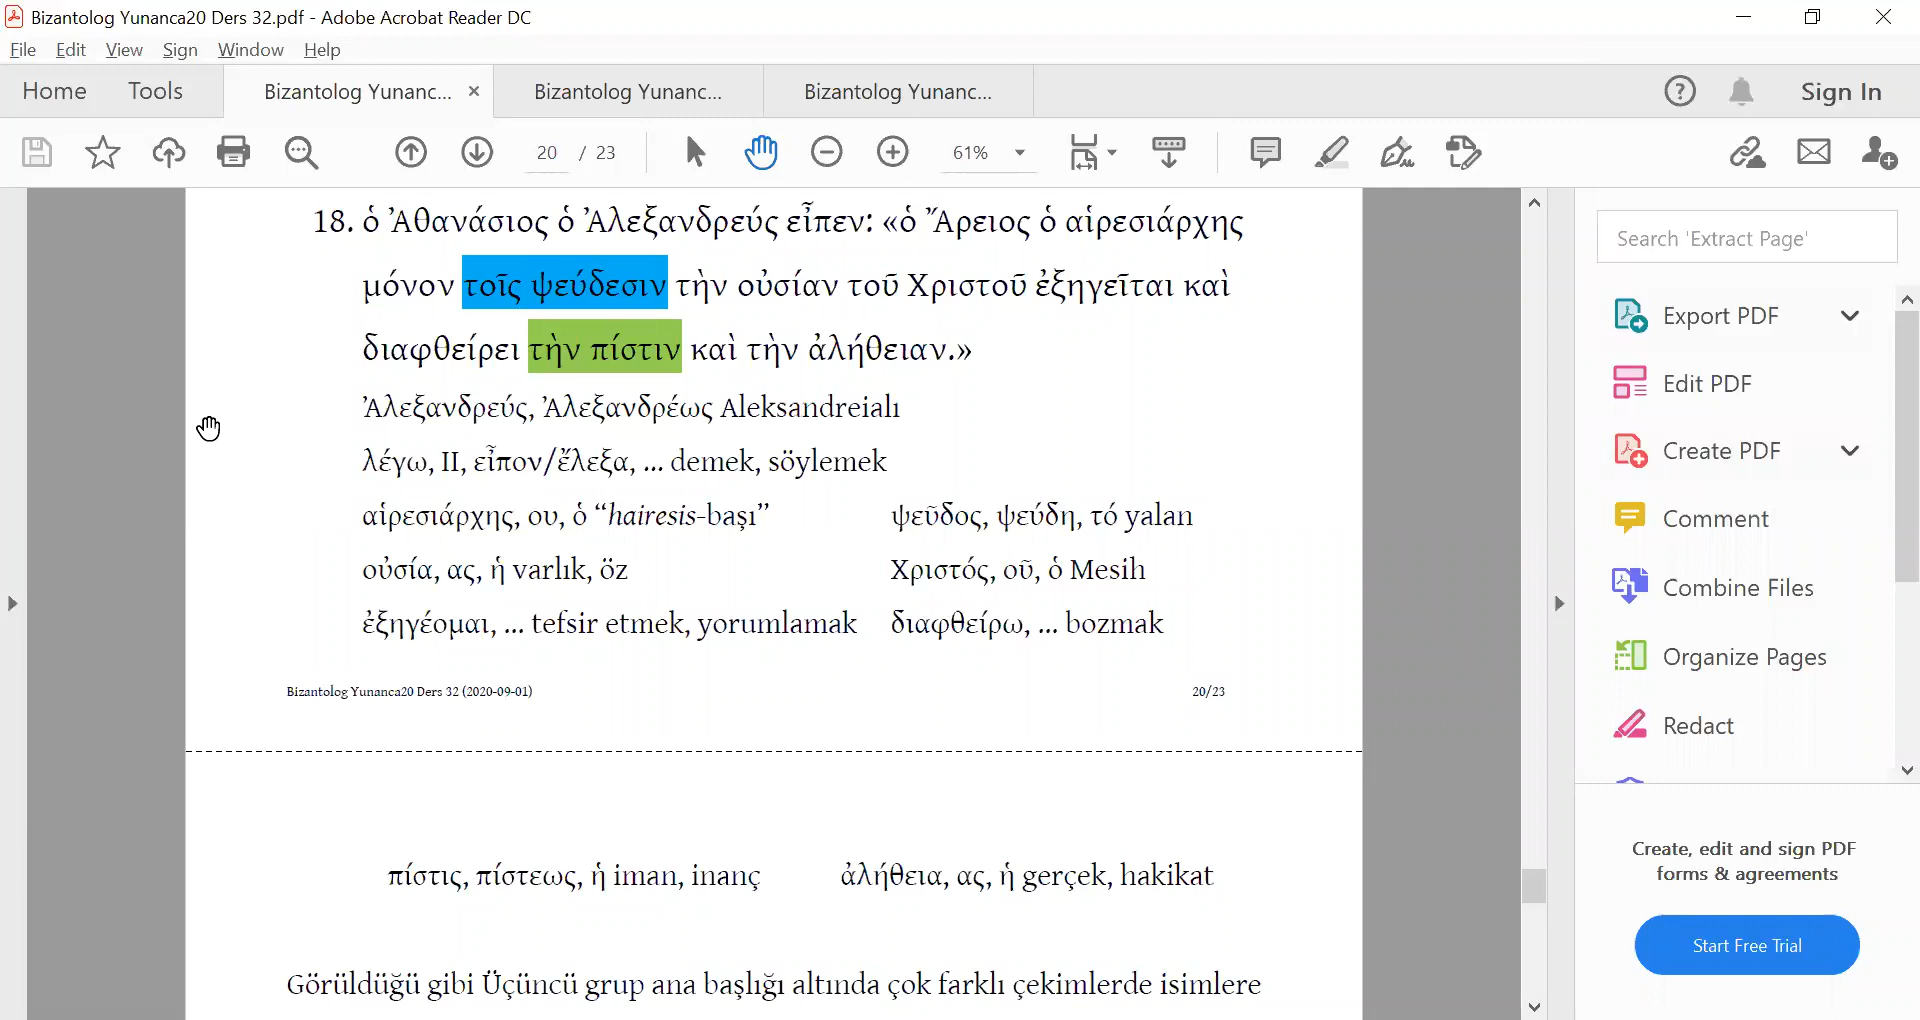 Bizantolog Yunanca20 Ders 32.pdf - Adobe Acrobat Reader DC
File Edit View Sign Window Help
Home Tools Bizantolog Yunanc... Bizantolog Yunanc... Bizantolog Yunanc... Sign In
20 / 23 61%
18. ὁ Ἀθανάσιος ὁ Ἀλεξανδρεύς εἶπεν: «ὁ Ἄρειος ὁ αἱρεσιάρχης
μόνον τοῖς ψεύδεσιν τὴν οὐσίαν τοῦ Χριστοῦ ἐξηγεῖται καὶ
διαφθείρει τὴν πίστιν καὶ τὴν ἀλήθειαν.»
Ἀλεξανδρεύς, Ἀλεξανδρέως Aleksandreialı
λέγω, II, εἶπον/ἔλεξα, ... demek, söylemek
αἱρεσιάρχης, ου, ὁ “hairesis-başı” ψεῦδος, ψεύδη, τό yalan
οὐσία, ας, ἡ varlık, öz Χριστός, οῦ, ὁ Mesih
ἐξηγέομαι, ... tefsir etmek, yorumlamak διαφθείρω, ... bozmak
Bizantolog Yunanca20 Ders 32 (2020-09-01) 20/23
πίστις, πίστεως, ἡ iman, inanç ἀλήθεια, ας, ἡ gerçek, hakikat
Görüldüğü gibi Üçüncü grup ana başlığı altında çok farklı çekimlerde isimlere
Search 'Extract Page'
Export PDF
Edit PDF
Create PDF
Comment
Combine Files
Organize Pages
Redact
Create, edit and sign PDF
forms & agreements
Start Free Trial